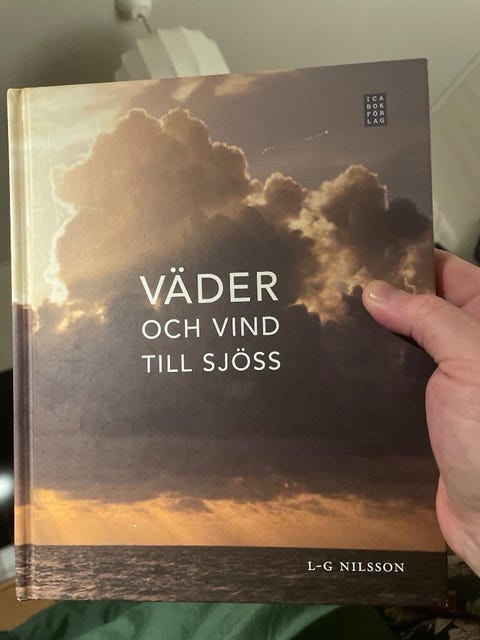 ICA
BOK
FÖR
LAG
VÄDER
OCH VIND
TILL SJÖSS
L-G NILSSON